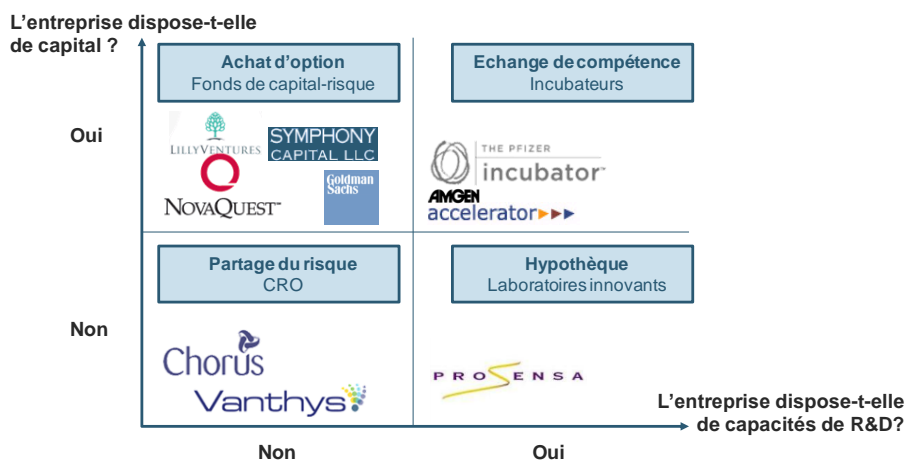 L'entreprise dispose-t-elle
de capital ?
Achat d'option
Fonds de capital-risque
Echange de compétence
Incubateurs
Oui
LILLYVENTURES
SYMPHONY
CAPITAL LLC
NOVAQUEST™
Goldman
Sachs
THE PFIZER
incubator™
AMGEN
accelerator
Partage du risque
CRO
Hypothèque
Laboratoires innovants
Non
Chorus
Vanthys
PROSENSA
L'entreprise dispose-t-elle
de capacités de R&D?
Non
Oui